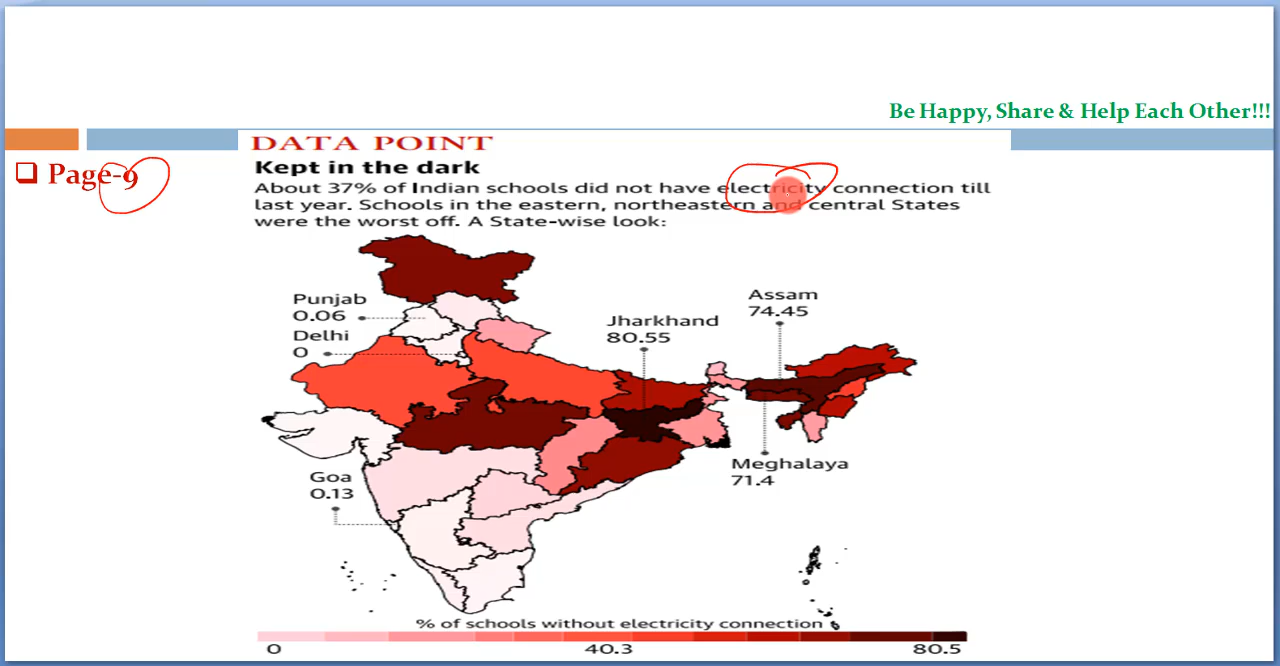 Be Happy, Share & Help Each Other!!!
DATA POINT
❑ Page-9
Kept in the dark
About 37% of Indian schools did not have electricity connection till
last year. Schools in the eastern, northeastern and central States
were the worst off. A State-wise look:
Punjab
0.06
Delhi
0
Jharkhand
80.55
Assam
74.45
Goa
0.13
Meghalaya
71.4
% of schools without electricity connection
0 40.3 80.5